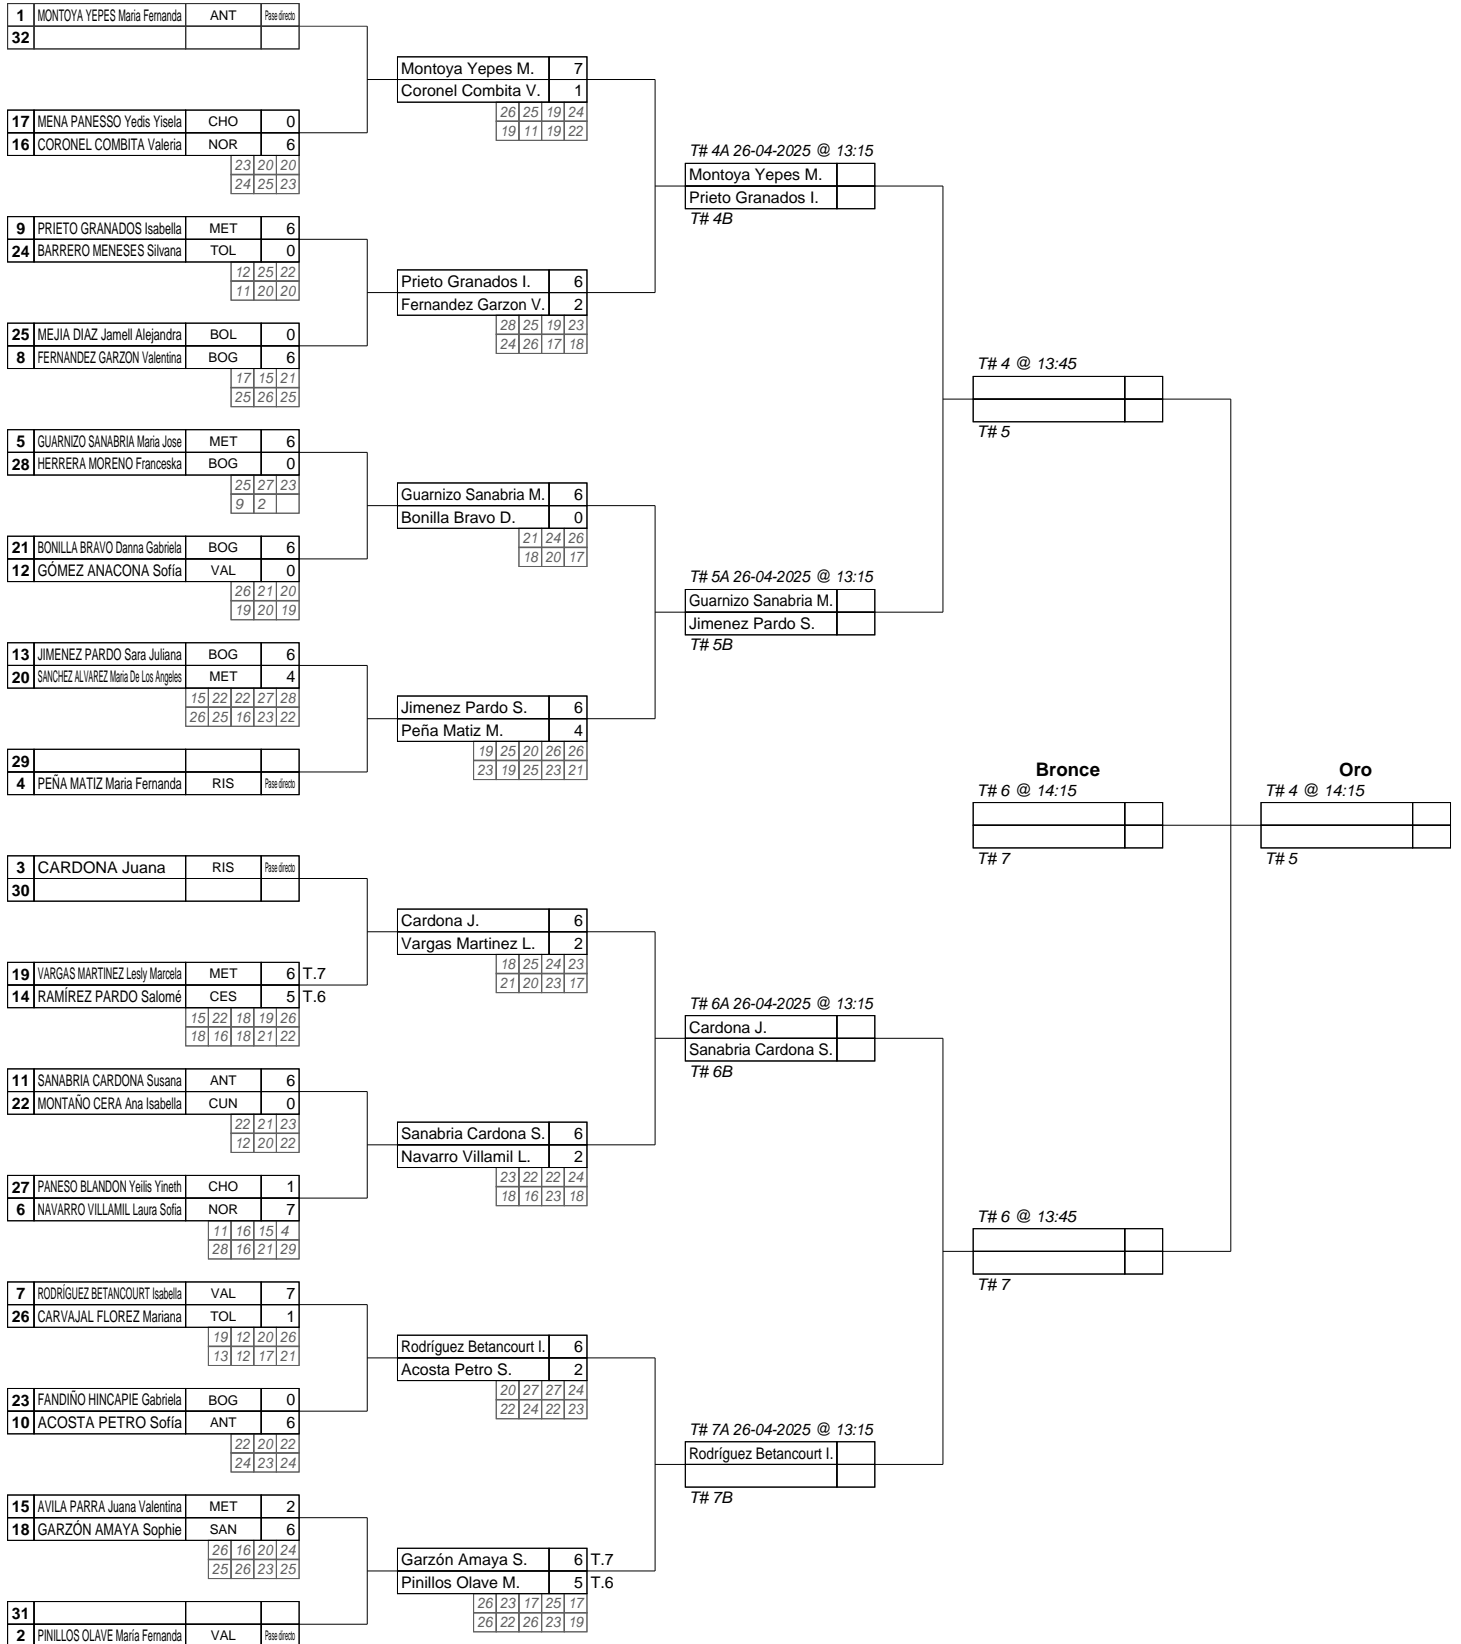 1 MONTOYA YEPES Maria Fernanda ANT Pase directo
32
17 MENA PANESSO Yedis Yisela CHO 0
16 CORONEL COMBITA Valeria NOR 6
23 20 20
24 25 23
9 PRIETO GRANADOS Isabella MET 6
24 BARRERO MENESES Silvana TOL 0
12 25 22
11 20 20
25 MEJIA DIAZ Jamell Alejandra BOL 0
8 FERNANDEZ GARZON Valentina BOG 6
17 15 21
25 26 25
5 GUARNIZO SANABRIA Maria Jose MET 6
28 HERRERA MORENO Franceska BOG 0
25 27 23
9 2
21 BONILLA BRAVO Danna Gabriela BOG 6
12 GÓMEZ ANACONA Sofía VAL 0
26 21 20
19 20 19
13 JIMENEZ PARDO Sara Juliana BOG 6
20 SANCHEZ ALVAREZ Maria De Los Angeles MET 4
15 22 22 27 28
26 25 16 23 22
29
4 PEÑA MATIZ Maria Fernanda RIS Pase directo
3 CARDONA Juana RIS Pase directo
30
19 VARGAS MARTINEZ Lesly Marcela MET 6 T.7
14 RAMÍREZ PARDO Salomé CES 5 T.6
15 22 18 19 26
18 16 18 21 22
11 SANABRIA CARDONA Susana ANT 6
22 MONTAÑO CERA Ana Isabella CUN 0
22 21 23
12 20 22
27 PANESO BLANDON Yeilis Yineth CHO 1
6 NAVARRO VILLAMIL Laura Sofia NOR 7
11 16 15 4
28 16 21 29
7 RODRÍGUEZ BETANCOURT Isabella VAL 7
26 CARVAJAL FLOREZ Mariana TOL 1
19 12 20 26
13 12 17 21
23 FANDIÑO HINCAPIE Gabriela BOG 0
10 ACOSTA PETRO Sofía ANT 6
22 20 22
24 23 24
15 AVILA PARRA Juana Valentina MET 2
18 GARZÓN AMAYA Sophie SAN 6
26 16 20 24
25 26 23 25
31
2 PINILLOS OLAVE María Fernanda VAL Pase directo
Montoya Yepes M. 7
Coronel Combita V. 1
26 25 19 24
19 11 19 22
Prieto Granados I. 6
Fernandez Garzon V. 2
28 25 19 23
24 26 17 18
Guarnizo Sanabria M. 6
Bonilla Bravo D. 0
21 24 26
18 20 17
Jimenez Pardo S. 6
Peña Matiz M. 4
19 25 20 26 26
23 19 25 23 21
Cardona J. 6
Vargas Martinez L. 2
18 25 24 23
21 20 23 17
Sanabria Cardona S. 6
Navarro Villamil L. 2
23 22 22 24
18 16 23 18
Rodríguez Betancourt I. 6
Acosta Petro S. 2
20 27 27 24
22 24 22 23
Garzón Amaya S. 6 T.7
Pinillos Olave M. 5 T.6
26 23 17 25 17
26 22 26 23 19
T# 4A 26-04-2025 @ 13:15
Montoya Yepes M.
Prieto Granados I.
T# 4B
T# 5A 26-04-2025 @ 13:15
Guarnizo Sanabria M.
Jimenez Pardo S.
T# 5B
T# 6A 26-04-2025 @ 13:15
Cardona J.
Sanabria Cardona S.
T# 6B
T# 7A 26-04-2025 @ 13:15
Rodríguez Betancourt I.
T# 7B
T# 4 @ 13:45
T# 5
Bronce
T# 6 @ 14:15
T# 7
T# 6 @ 13:45
T# 7
Oro
T# 4 @ 14:15
T# 5